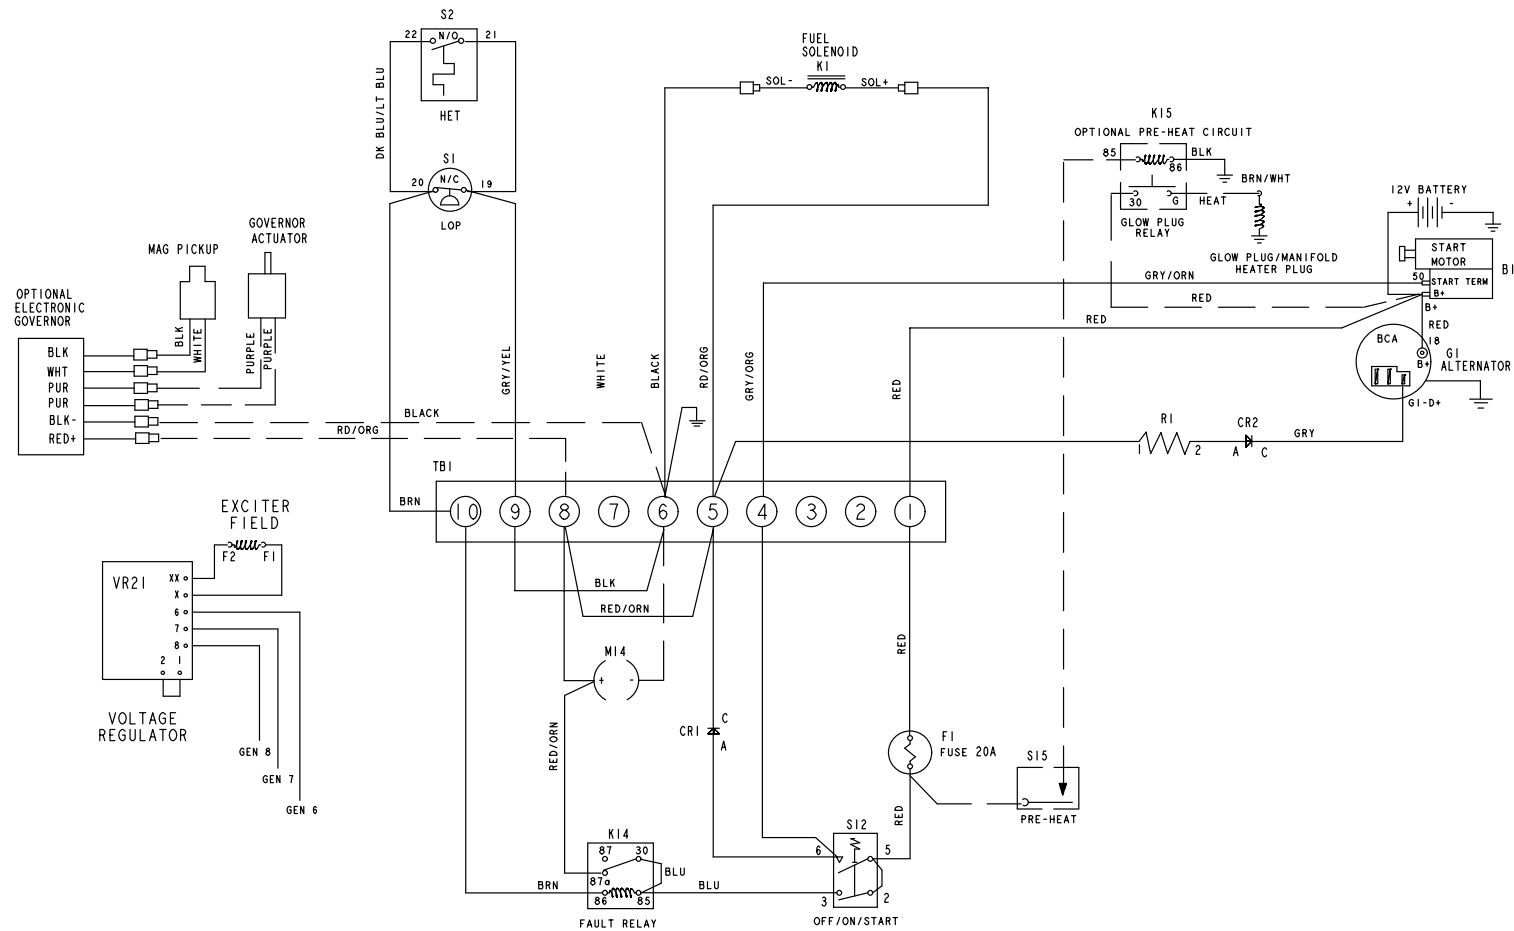 S2
22
N/O
21
DK BLU/LT BLU
HET
S1
20
N/C
19
LOP
FUEL
SOLENOID
K1
SOL-
SOL+
K15
OPTIONAL PRE-HEAT CIRCUIT
85
86
BLK
30
G
HEAT
BRN/WHT
GLOW PLUG
RELAY
GLOW PLUG/MANIFOLD
HEATER PLUG
12V BATTERY
+
-
START
MOTOR
B1
50
START TERM
B+
B+
GRY/ORN
RED
RED
RED
BCA
18
B+
G1
ALTERNATOR
G1-D+
GOVERNOR
ACTUATOR
MAG PICKUP
OPTIONAL
ELECTRONIC
GOVERNOR
BLK
WHITE
PURPLE
PURPLE
BLK
WHT
PUR
PUR
BLK-
RED+
GRY/YEL
WHITE
BLACK
RD/ORG
GRY/ORG
RED
BLACK
RD/ORG
R1
1
2
CR2
A
C
GRY
TB1
BRN
10
9
8
7
6
5
4
3
2
1
EXCITER
FIELD
F2
F1
VR21
XX
X
6
7
8
2
1
VOLTAGE
REGULATOR
GEN 8
GEN 7
GEN 6
BLK
RED/ORN
M14
+
-
RED/ORN
CR1
C
A
RED
F1
FUSE 20A
RED
S15
PRE-HEAT
K14
87
30
87a
86
85
BLU
BRN
BLU
FAULT RELAY
S12
6
5
3
2
OFF/ON/START